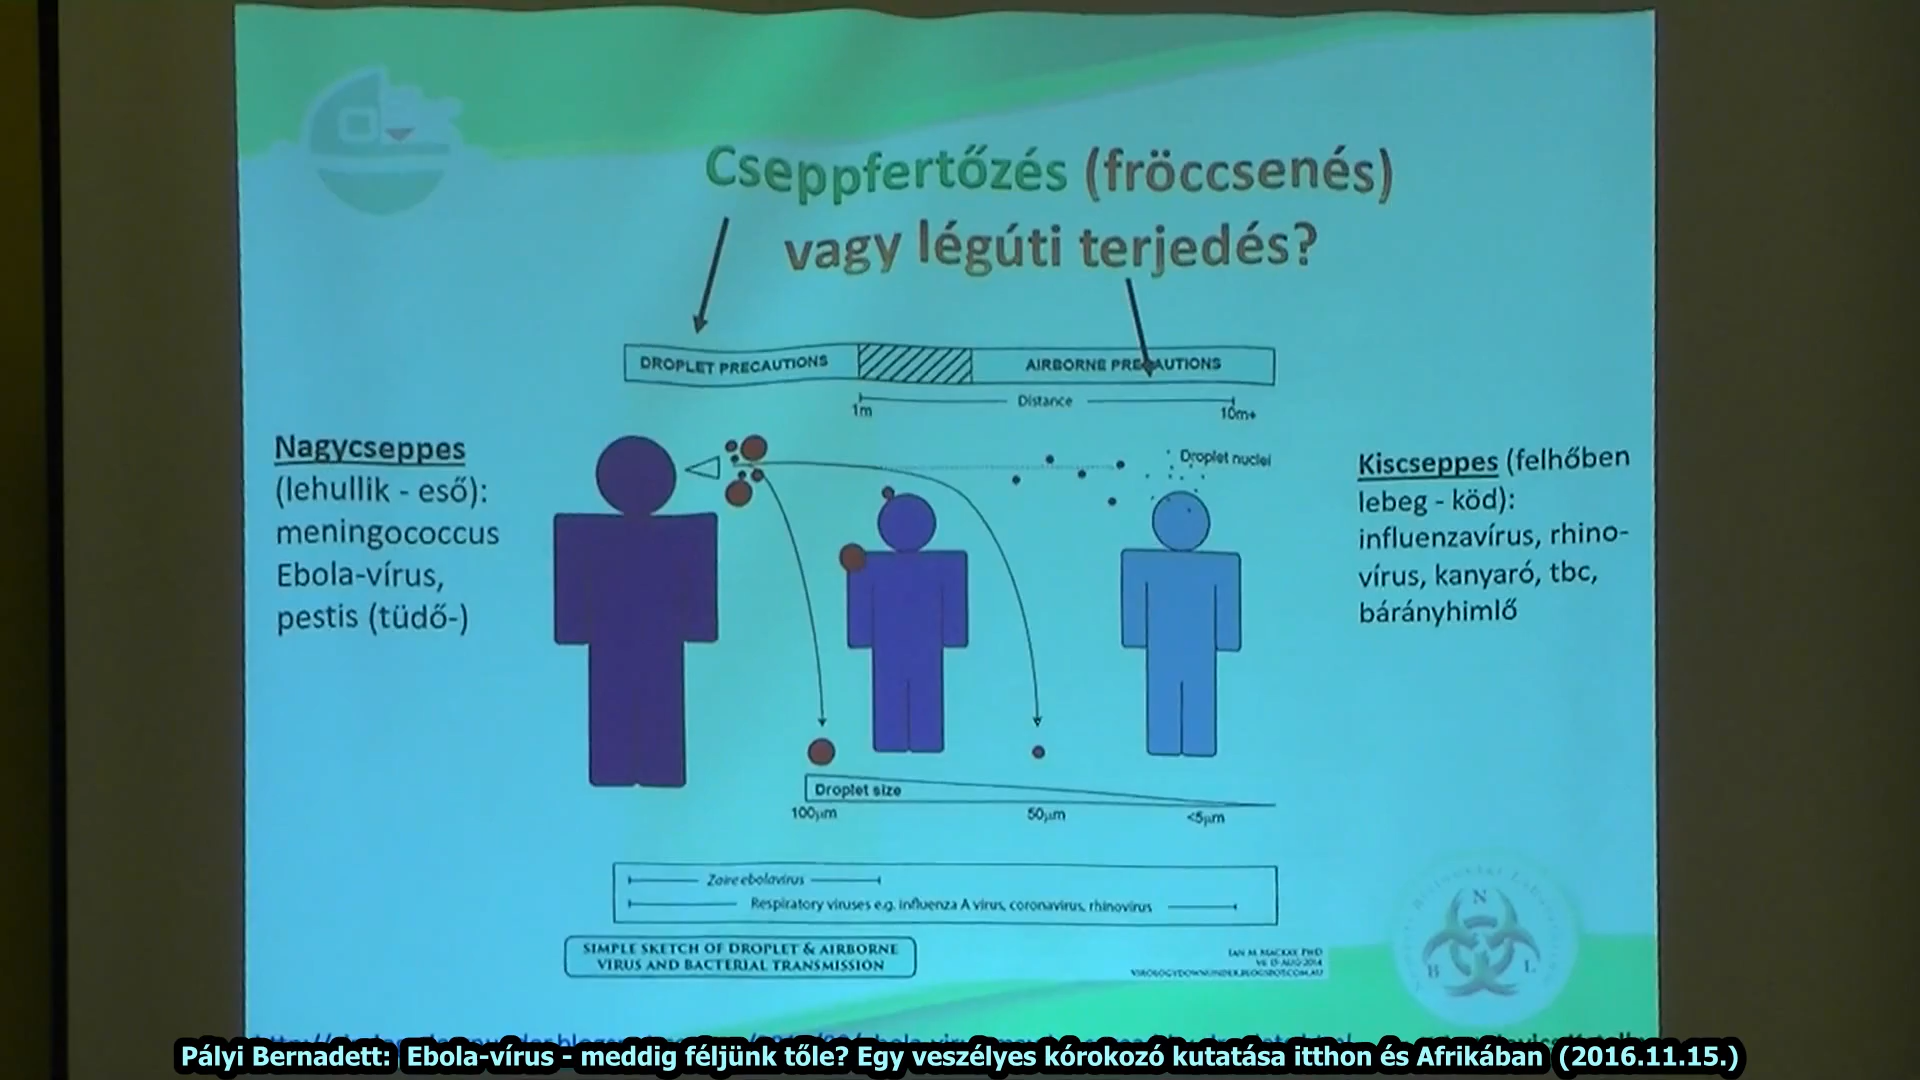 Cseppfertőzés (fröccsenés)
vagy légúti terjedés?
DROPLET PRECAUTIONS
AIRBORNE PRECAUTIONS
1m
Distance
10m+
Nagycseppes
(lehullik - eső):
meningococcus
Ebola-vírus,
pestis (tüdő-)
Droplet nuclei
Kiscseppes (felhőben
lebeg - köd):
influenzavírus, rhino-
vírus, kanyaró, tbc,
bárányhimlő
Droplet size
100µm
50µm
<5µm
Zaire ebolavirus
Respiratory viruses e.g. influenza A virus, coronavirus, rhinovirus
SIMPLE SKETCH OF DROPLET & AIRBORNE
VIRUS AND BACTERIAL TRANSMISSION
IAN M. MACKAY, PHD
VIROLOGYDOWNUNDER.BLOGSPOT.COM.AU
N
B L
Pályi Bernadett: Ebola-vírus - meddig féljünk tőle? Egy veszélyes kórokozó kutatása itthon és Afrikában (2016.11.15.)